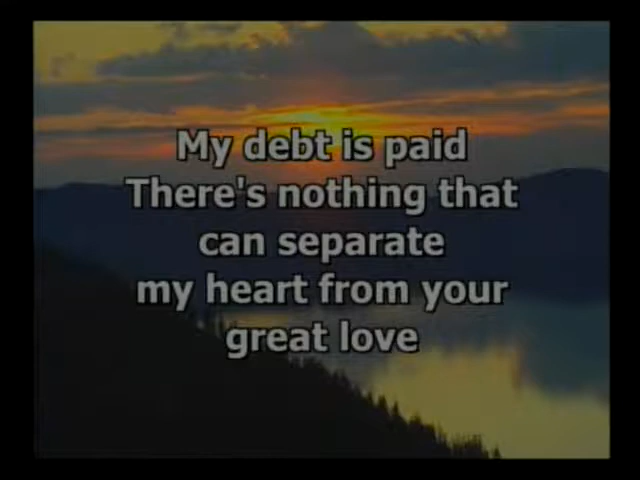 My debt is paid
There's nothing that
can separate
my heart from your
great love